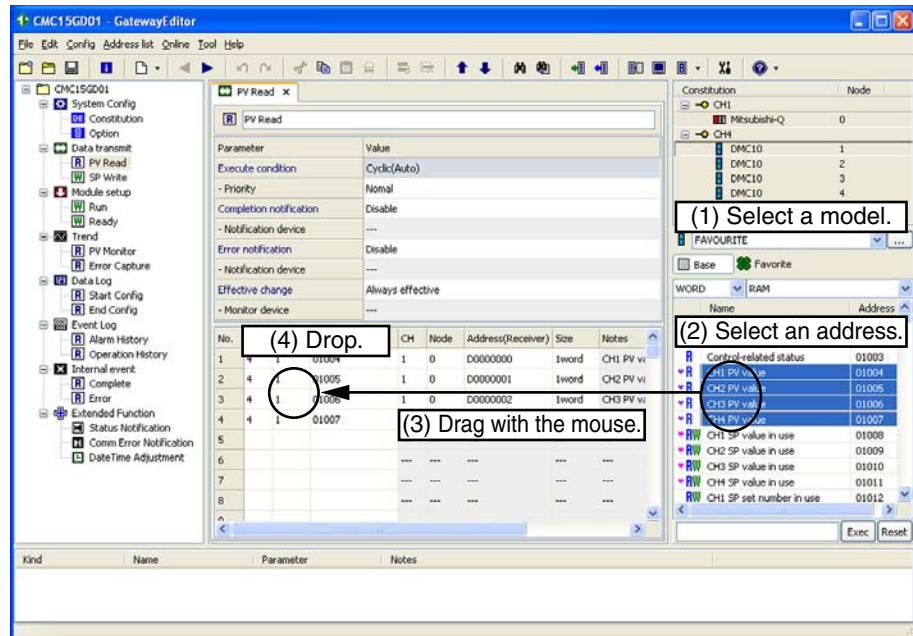 CMC15GD01 - GatewayEditor
File Edit Config Address list Online Tool Help
CMC15GD01
System Config
Constitution
Option
Data transmit
PV Read
SP Write
Module setup
Run
Ready
Trend
PV Monitor
Error Capture
Data Log
Start Config
End Config
Event Log
Alarm History
Operation History
Internal event
Complete
Error
Extended Function
Status Notification
Comm Error Notification
DateTime Adjustment
PV Read ×
R PV Read
Parameter Value
Execute condition Cyclic(Auto)
- Priority Nomal
Completion notification Disable
- Notification device ---
Error notification Disable
- Notification device ---
Effective change Always effective
- Monitor device ---
No. (4) Drop. CH Node Address(Receiver) Size Notes
1 4 1 01004 1 0 D0000000 1word CH1 PV va
2 4 1 01005 1 0 D0000001 1word CH2 PV va
3 4 1 01006 1 0 D0000002 1word CH3 PV va
4 4 1 01007
(3) Drag with the mouse.
5
6 --- --- --- --- ---
7 --- --- --- --- ---
8 --- --- --- --- ---
Constitution Node
CH1
Mitsubishi-Q 0
CH4
DMC10 1
DMC10 2
DMC10 3
DMC10 4
(1) Select a model.
FAVOURITE ...
Base Favorite
WORD RAM
Name Address
(2) Select an address.
R Control-related status 01003
R CH1 PV value 01004
R CH2 PV value 01005
R CH3 PV value 01006
R CH4 PV value 01007
RW CH1 SP value in use 01008
RW CH2 SP value in use 01009
RW CH3 SP value in use 01010
RW CH4 SP value in use 01011
RW CH1 SP set number in use 01012
Exec Reset
Kind Name Parameter Notes